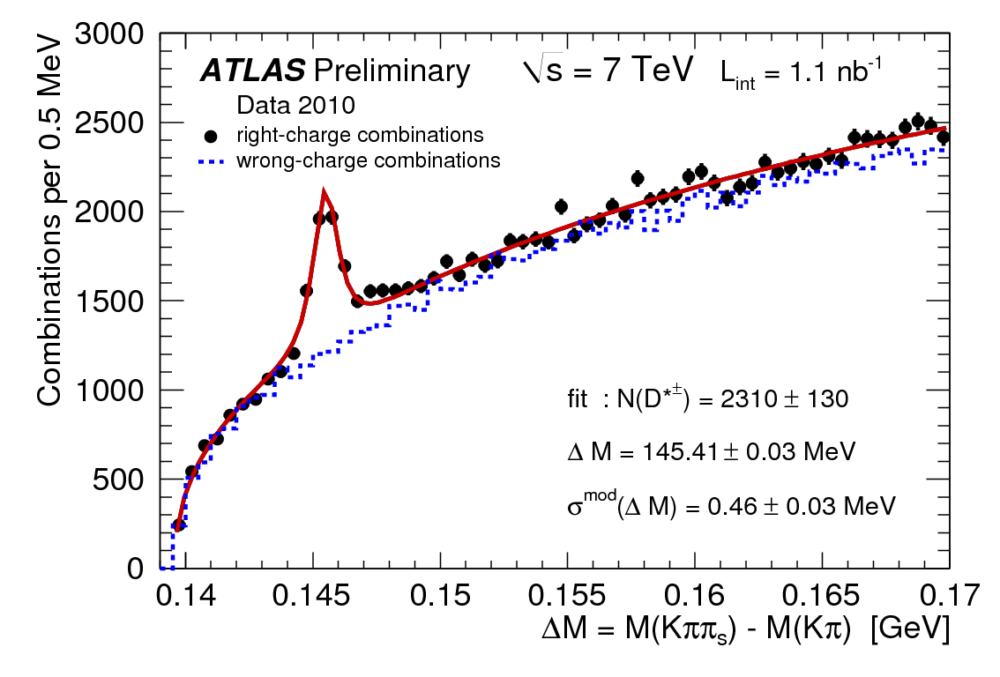 3000
2500
2000
1500
1000
500
0
Combinations per 0.5 MeV
ATLAS Preliminary
√s = 7 TeV
L_int = 1.1 nb⁻¹
Data 2010
right-charge combinations
wrong-charge combinations
fit : N(D*±) = 2310 ± 130
Δ M = 145.41 ± 0.03 MeV
σ^mod(Δ M) = 0.46 ± 0.03 MeV
0.14 0.145 0.15 0.155 0.16 0.165 0.17
ΔM = M(Kππ_s) - M(Kπ) [GeV]